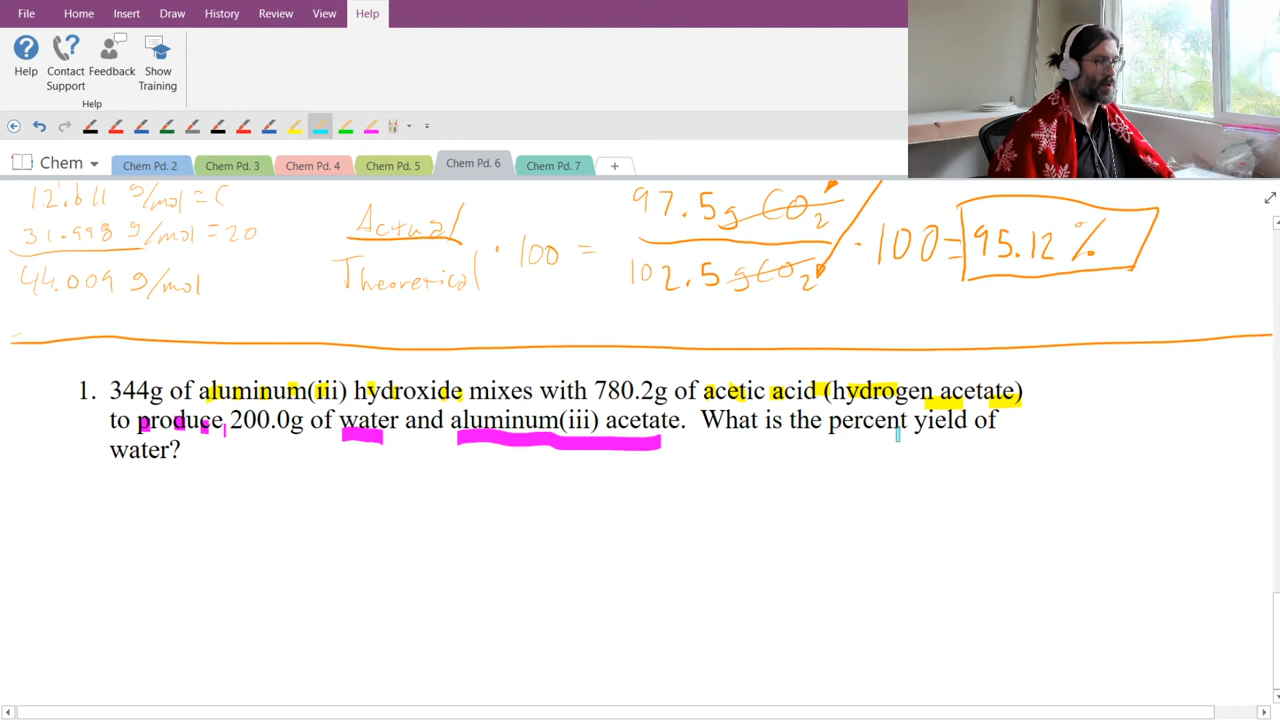 File Home Insert Draw History Review View Help
Help Contact Support Feedback Show Training
Help
Chem Chem Pd. 2 Chem Pd. 3 Chem Pd. 4 Chem Pd. 5 Chem Pd. 6 Chem Pd. 7 +
12.011 g/mol = C
31.998 g/mol = 2O
44.009 g/mol
Actual
Theoretical
· 100 =
97.5g CO2
102.5g CO2
· 100 = 95.12 %
1. 344g of aluminum(iii) hydroxide mixes with 780.2g of acetic acid (hydrogen acetate)
to produce 200.0g of water and aluminum(iii) acetate. What is the percent yield of
water?